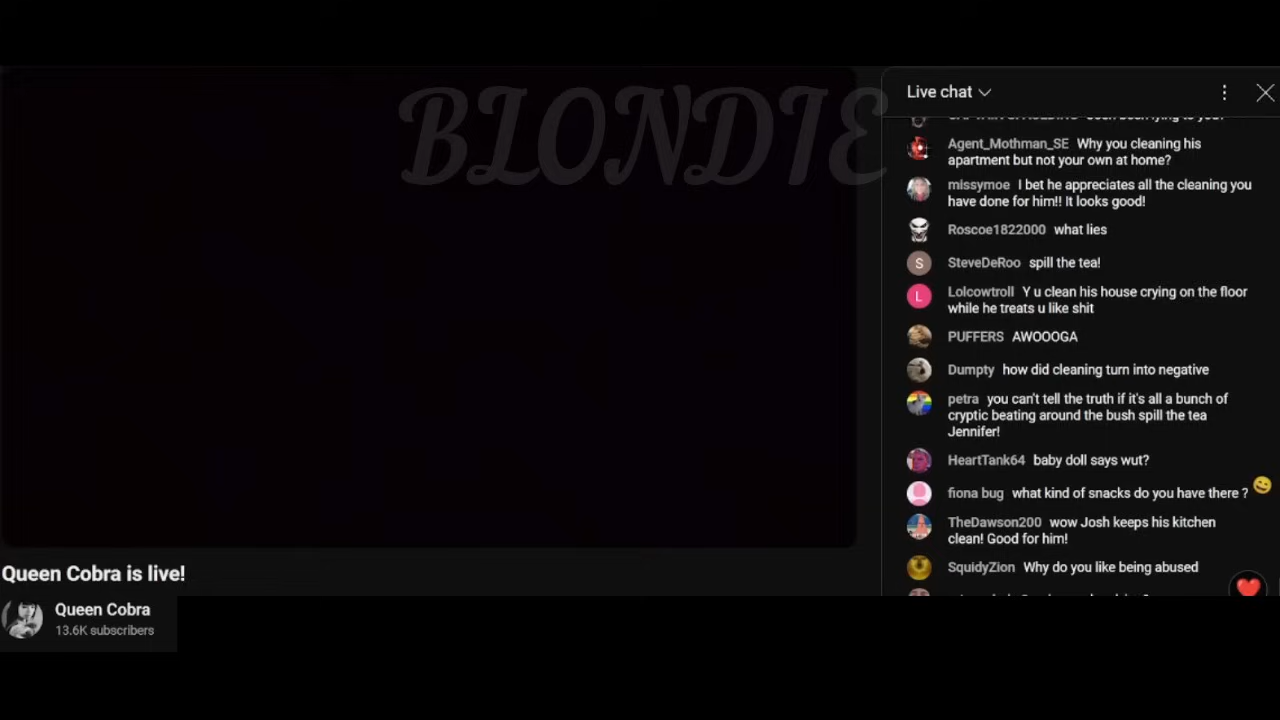 BLONDIE
Live chat
Agent_Mothman_SE Why you cleaning his
apartment but not your own at home?
missymoe I bet he appreciates all the cleaning you
have done for him!! It looks good!
Roscoe1822000 what lies
S SteveDeRoo spill the tea!
L Lolcowtroll Y u clean his house crying on the floor
while he treats u like shit
PUFFERS AWOOOGA
Dumpty how did cleaning turn into negative
petra you can't tell the truth if it's all a bunch of
cryptic beating around the bush spill the tea
Jennifer!
HeartTank64 baby doll says wut?
fiona bug what kind of snacks do you have there ? 😅
TheDawson200 wow Josh keeps his kitchen
clean! Good for him!
SquidyZion Why do you like being abused
Queen Cobra is live!
Queen Cobra
13.6K subscribers